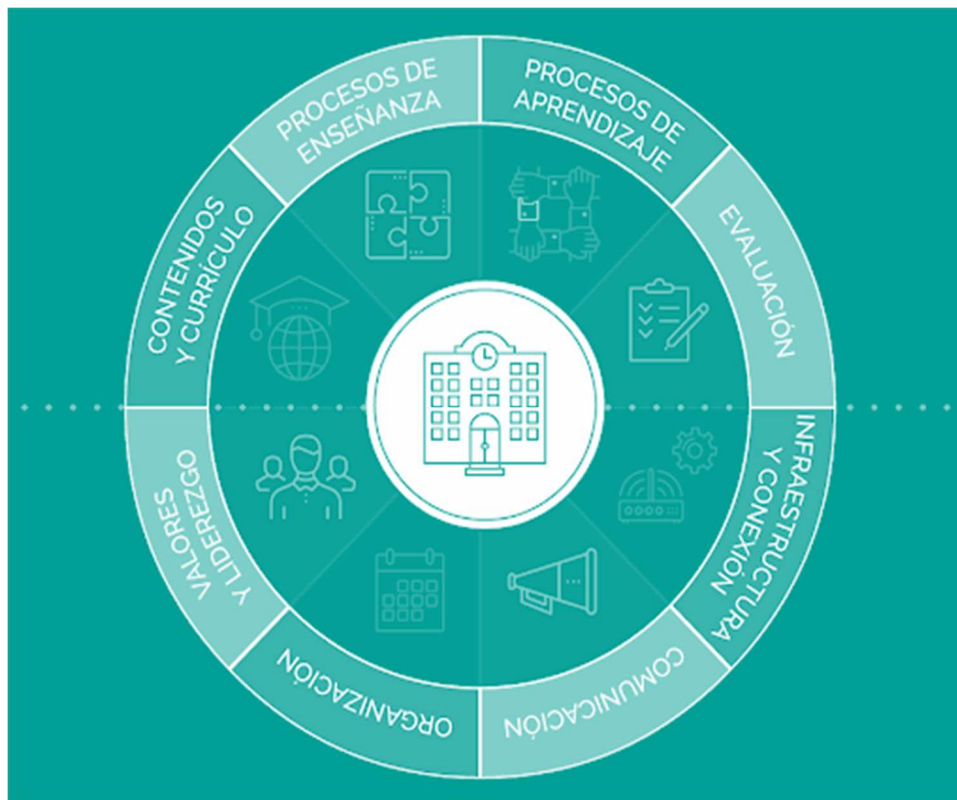 PROCESOS DE
ENSEÑANZA
PROCESOS DE
APRENDIZAJE
EVALUACIÓN
INFRAESTRUCTURA
Y CONEXIÓN
COMUNICACIÓN
ORGANIZACIÓN
VALORES
Y LIDEREZGO
CONTENIDOS
Y CURRÍCULO